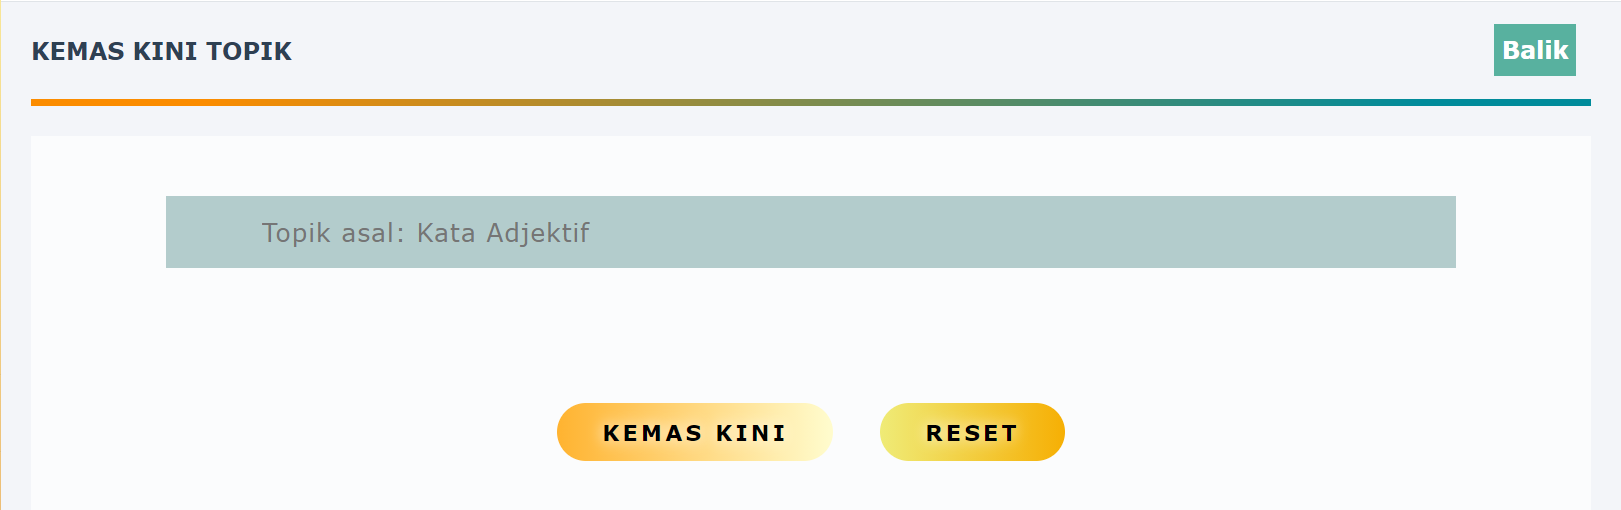 KEMAS KINI TOPIK
Balik
Topik asal: Kata Adjektif
KEMAS KINI
RESET